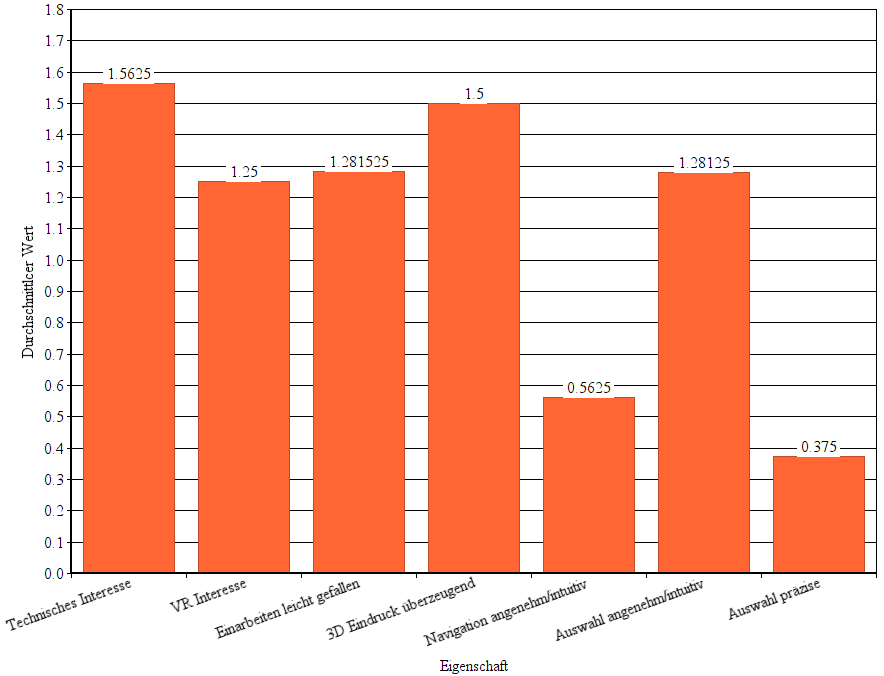 1.8
1.7
1.6
1.5
1.4
1.3
1.2
1.1
1.0
0.9
0.8
0.7
0.6
0.5
0.4
0.3
0.2
0.1
0.0
Durchschnittlcer Wert
1.5625
1.25
1.281525
1.5
0.5625
1.28125
0.375
Technisches Interesse
VR Interesse
Einarbeiten leicht gefallen
3D Eindruck überzeugend
Navigation angenehm/intuitiv
Auswahl angenehm/intuitiv
Auswahl präzise
Eigenschaft